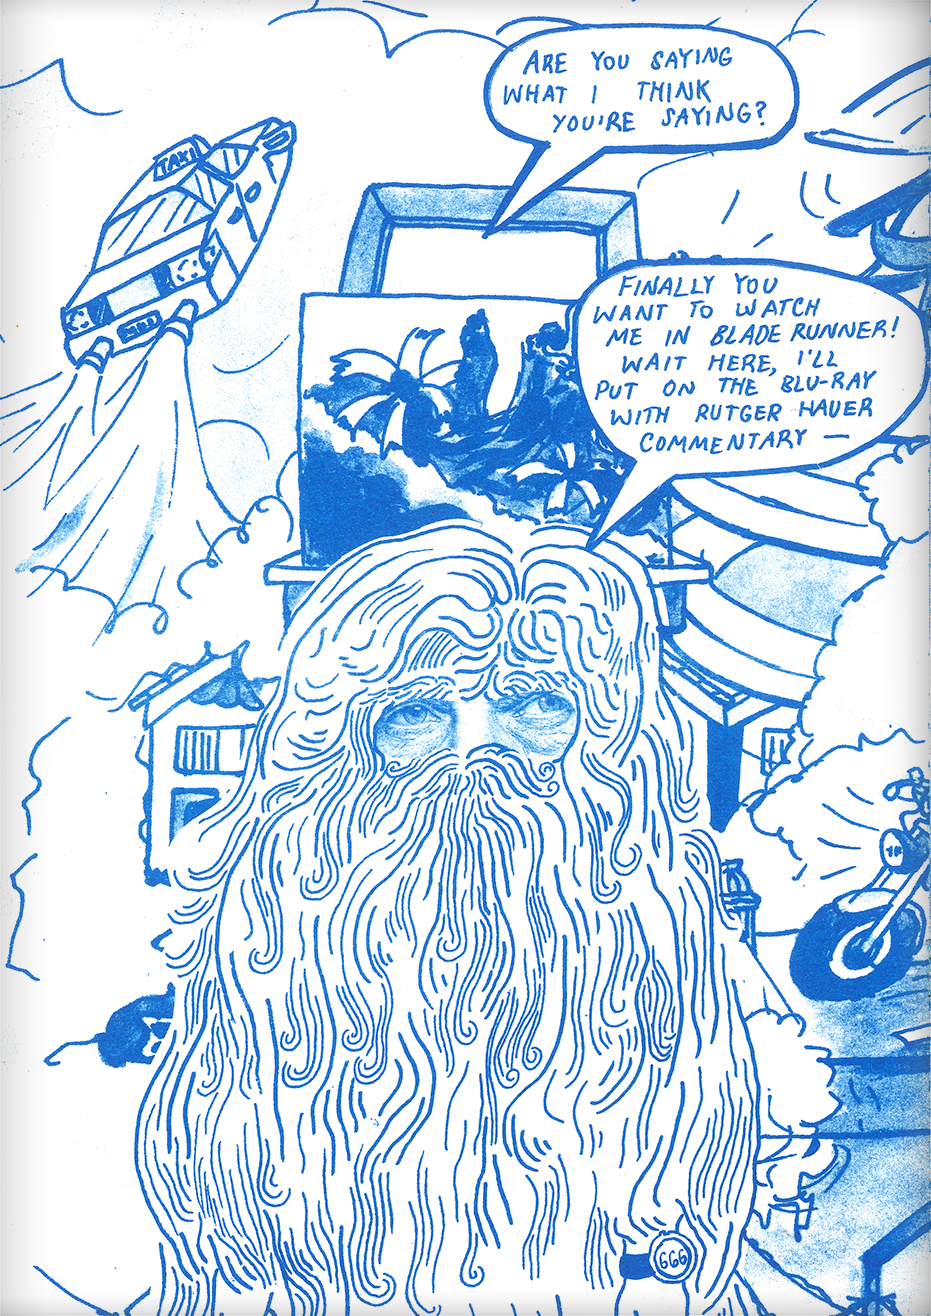 ARE YOU SAYING
WHAT I THINK
YOU'RE SAYING?
TAXI
FINALLY YOU
WANT TO WATCH
ME IN BLADE RUNNER!
WAIT HERE, I'LL
PUT ON THE BLU-RAY
WITH RUTGER HAUER
COMMENTARY —
666